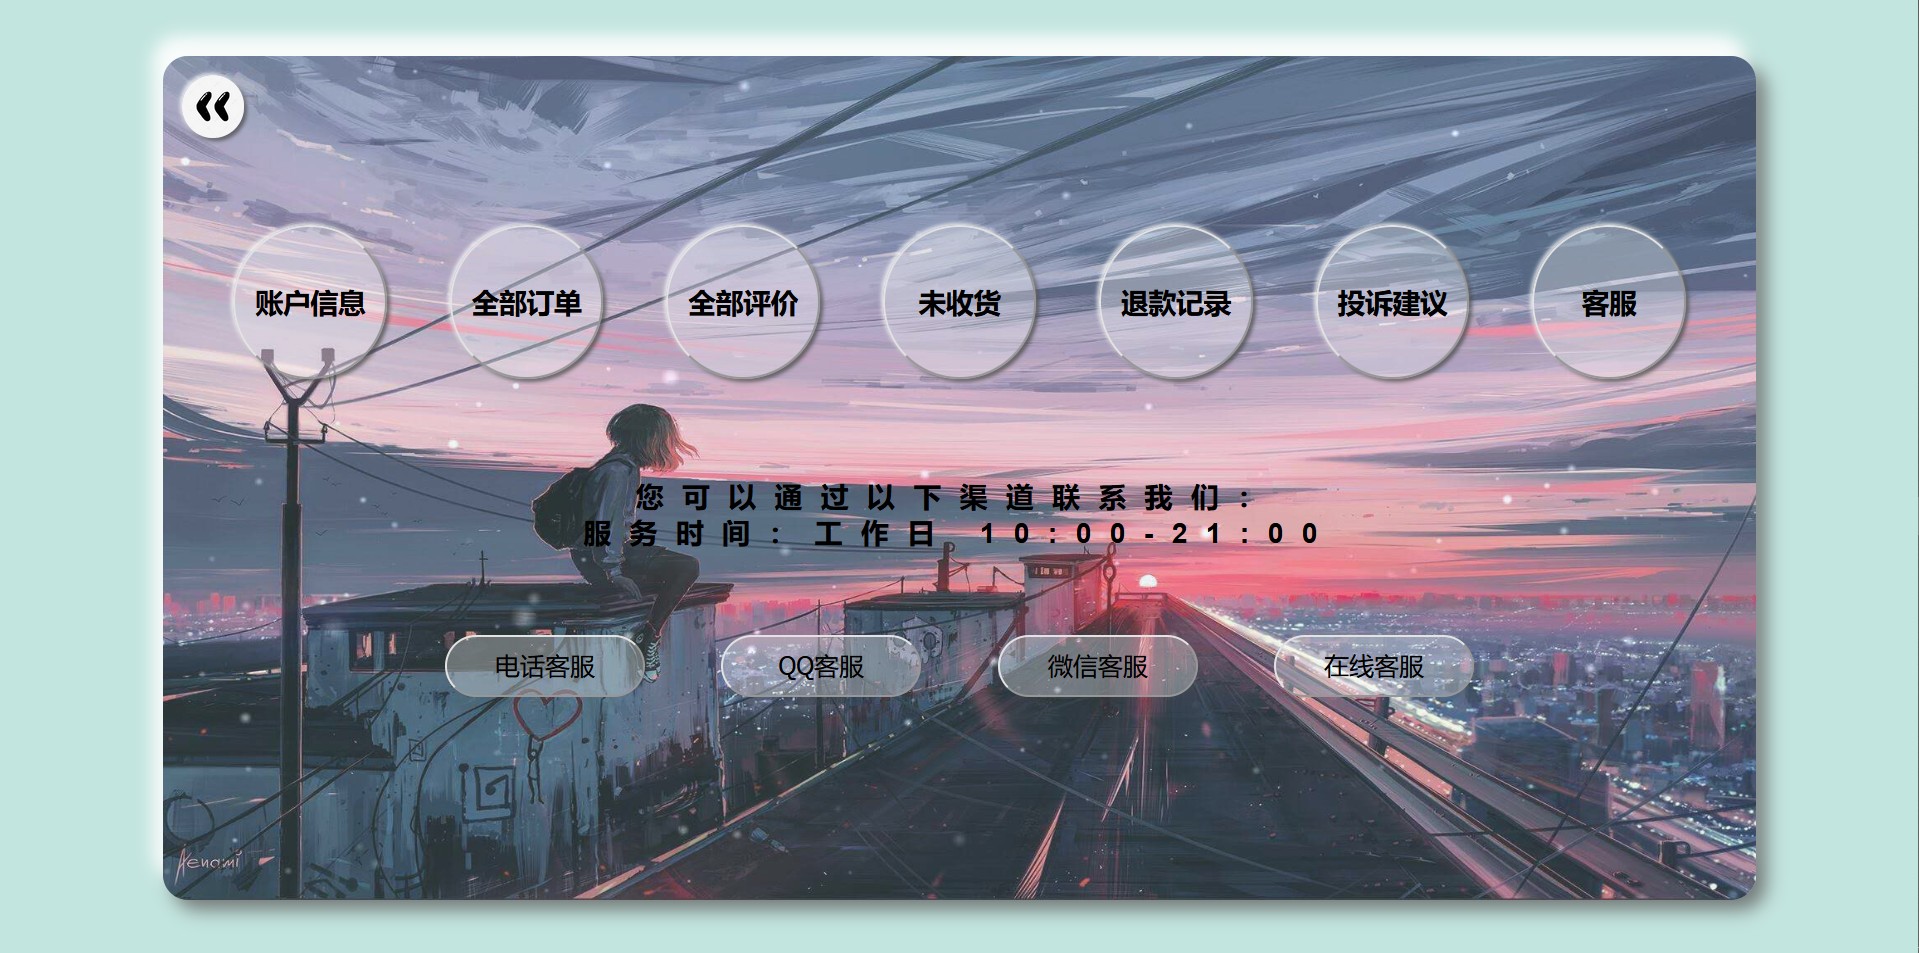 账户信息
全部订单
全部评价
未收货
退款记录
投诉建议
客服
您可以通过以下渠道联系我们：
服务时间：工作日 10:00-21:00
电话客服
QQ客服
微信客服
在线客服
Aenami